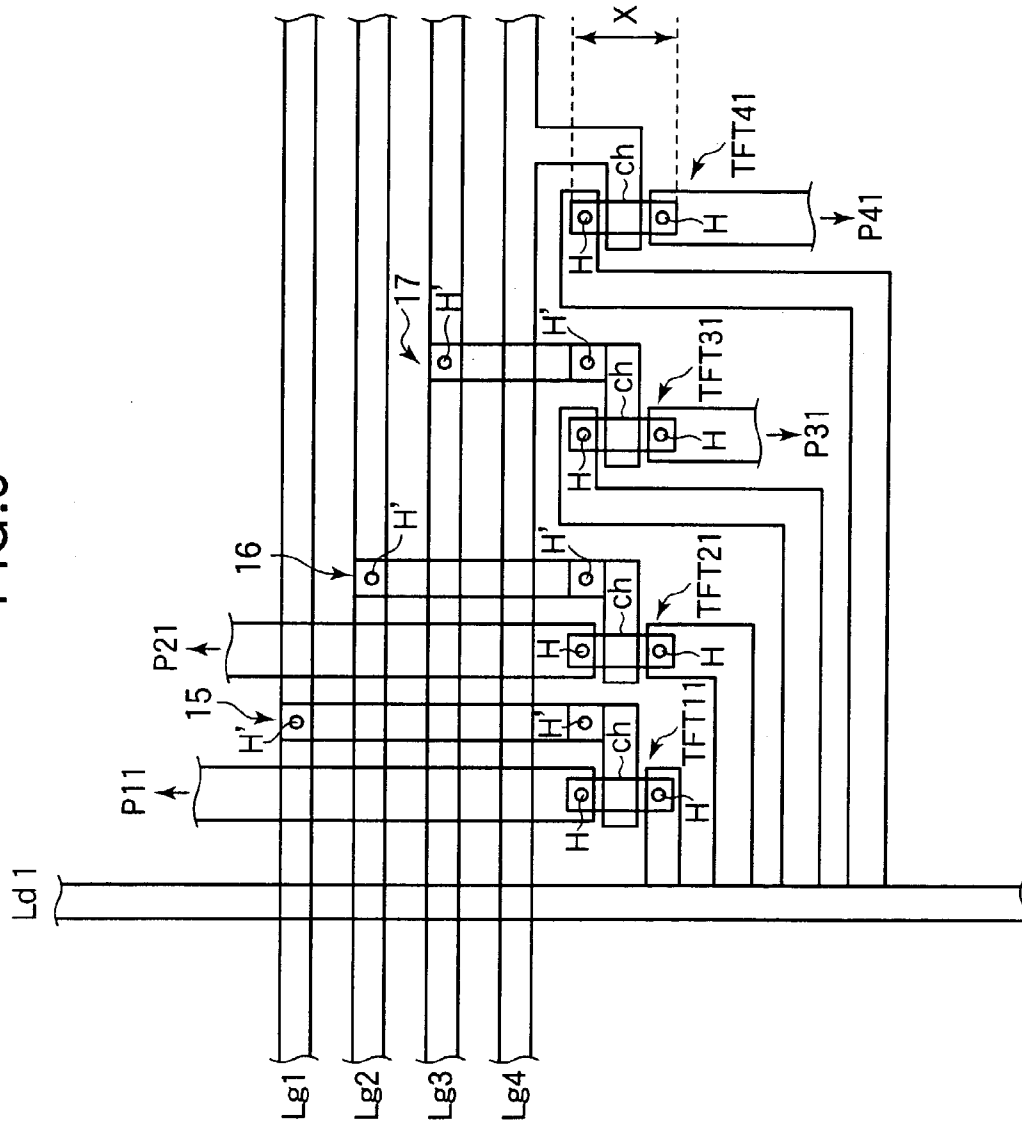 Ld1
P11
P21
15
16
17
H'
H'
H'
X
Lg1
Lg2
Lg3
Lg4
H
H'
ch
H
TFT11
H
H'
ch
H
TFT21
H
H'
ch
H
TFT31
P31
H
ch
H
TFT41
P41